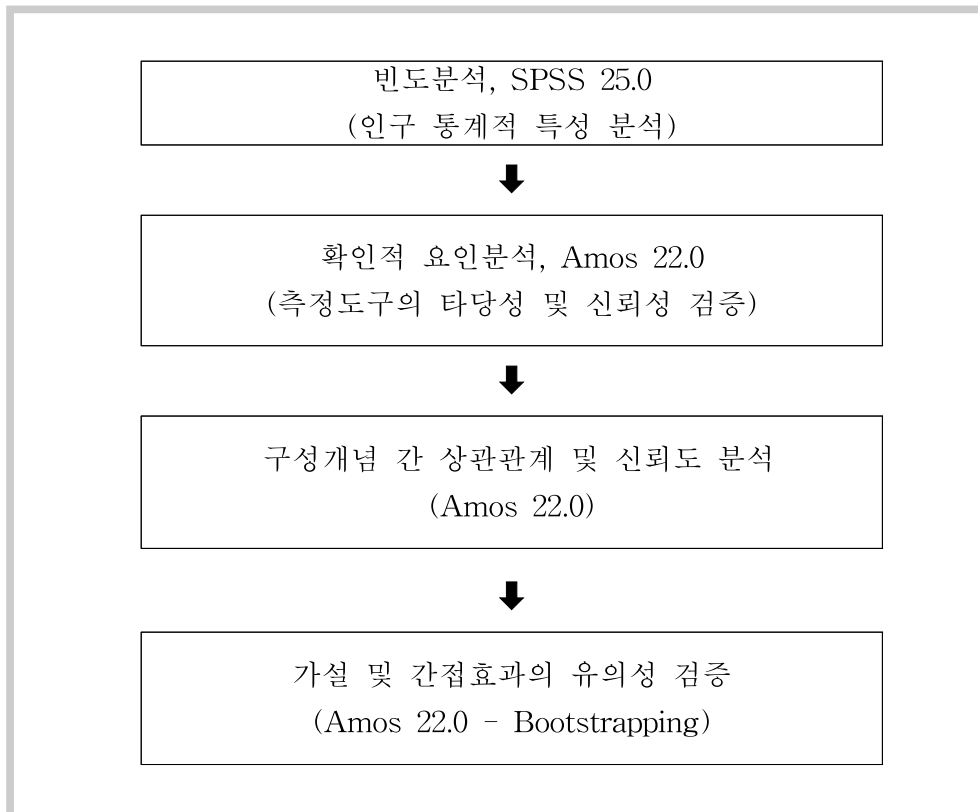 빈도분석, SPSS 25.0
(인구 통계적 특성 분석)
확인적 요인분석, Amos 22.0
(측정도구의 타당성 및 신뢰성 검증)
구성개념 간 상관관계 및 신뢰도 분석
(Amos 22.0)
가설 및 간접효과의 유의성 검증
(Amos 22.0 - Bootstrapping)